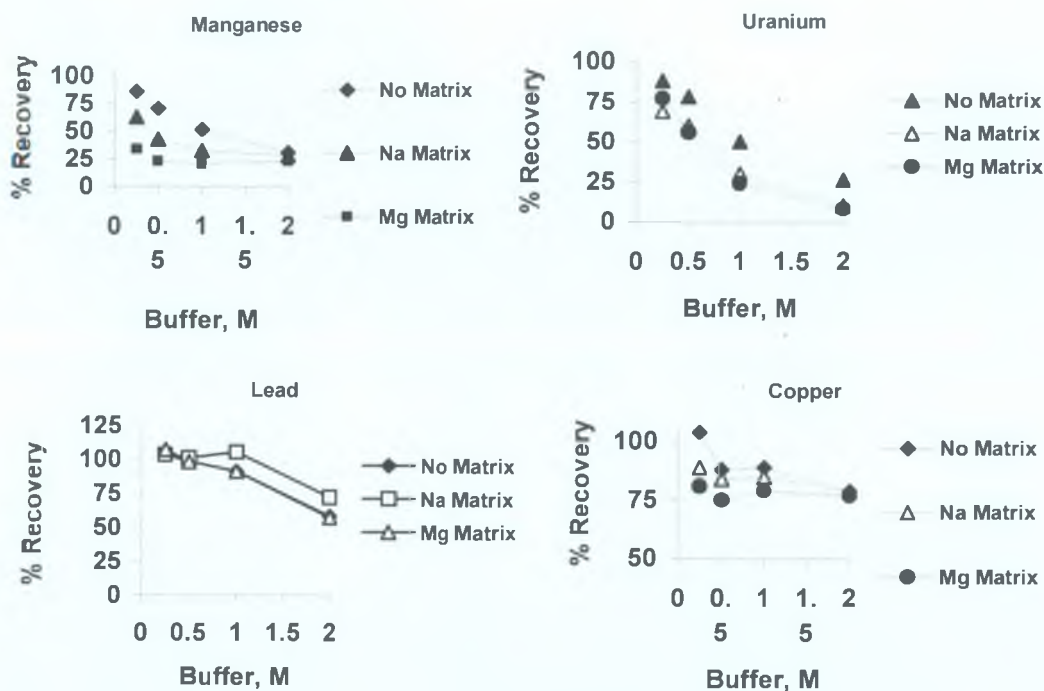 Manganese
% Recovery
100
75
50
25
0
0 0. 1 1. 2
5 5
Buffer, M
No Matrix
Na Matrix
Mg Matrix
Uranium
% Recovery
100
75
50
25
0
0 0.5 1 1.5 2
Buffer, M
No Matrix
Na Matrix
Mg Matrix
Lead
% Recovery
125
100
75
50
25
0
0 0.5 1 1.5 2
Buffer, M
No Matrix
Na Matrix
Mg Matrix
Copper
% Recovery
100
75
50
0 0. 1 1. 2
5 5
Buffer, M
No Matrix
Na Matrix
Mg Matrix